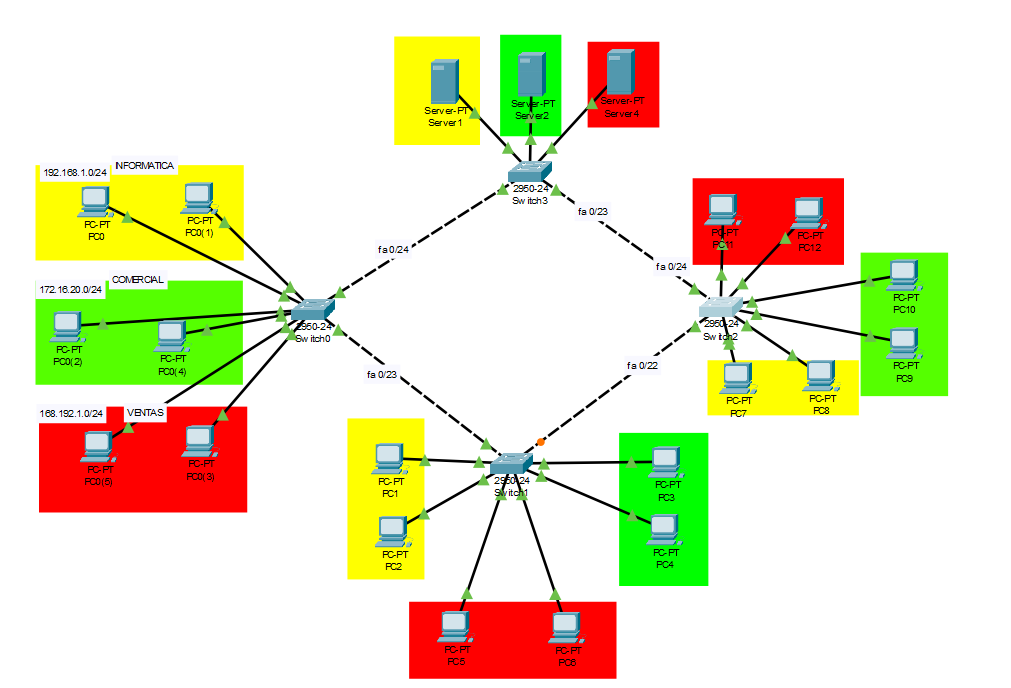 Server-PT
Server1
Server-PT
Server2
Server-PT
Server4
2950-24
Switch3
fa 0/24
fa 0/23
fa 0/24
INFORMATICA
192.168.1.0/24
PC-PT
PC0
PC-PT
PC0(1)
COMERCIAL
172.16.20.0/24
PC-PT
PC0(2)
PC-PT
PC0(4)
168.192.1.0/24
VENTAS
PC-PT
PC0(5)
PC-PT
PC0(3)
2950-24
Switch0
fa 0/23
PC-PT
PC11
PC-PT
PC12
PC-PT
PC10
PC-PT
PC9
2950-24
Switch2
PC-PT
PC7
PC-PT
PC8
fa 0/22
PC-PT
PC1
PC-PT
PC2
2950-24
Switch1
PC-PT
PC3
PC-PT
PC4
PC-PT
PC5
PC-PT
PC6